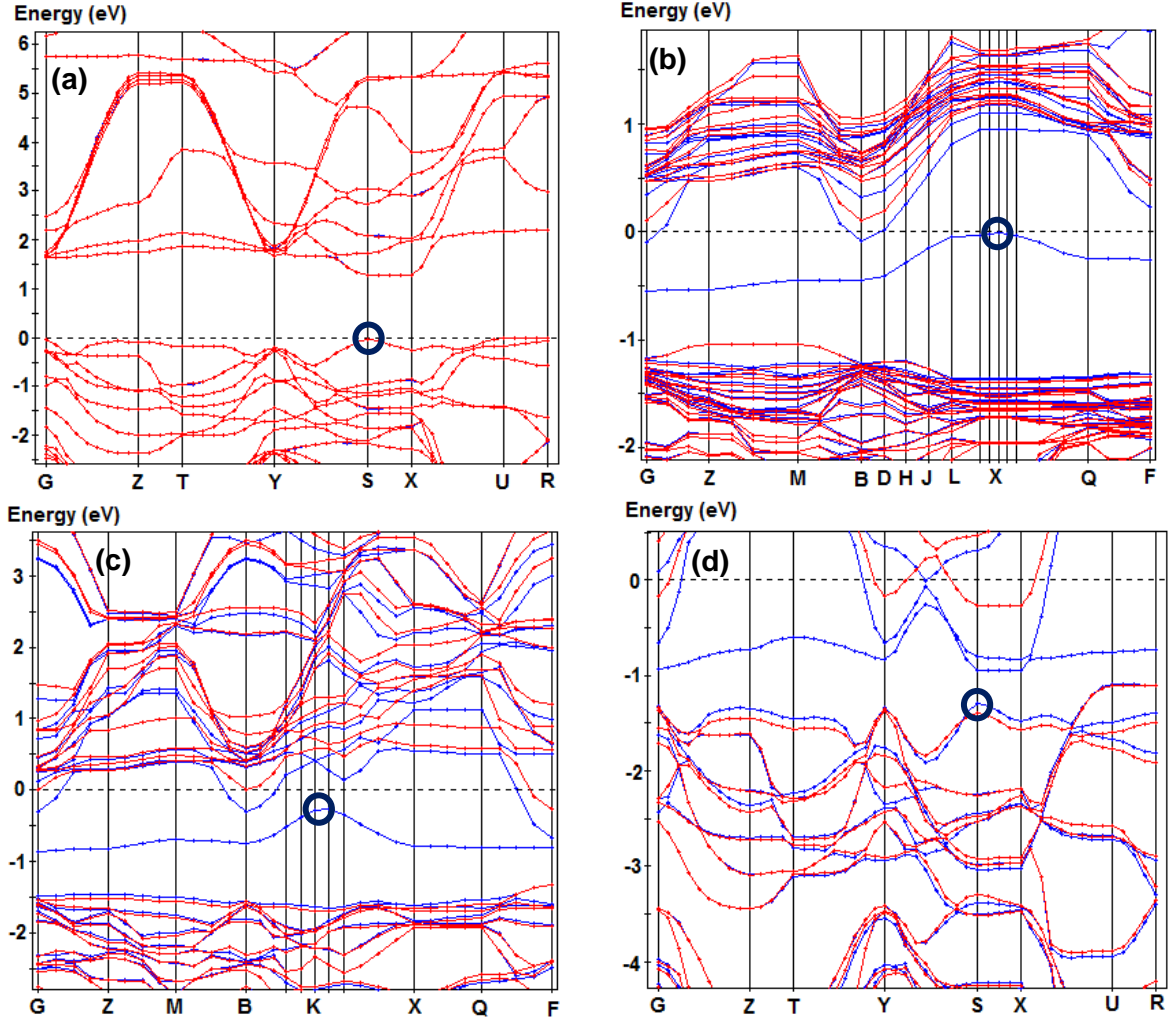 Energy (eV)
(a)
6
5
4
3
2
1
0
-1
-2
G Z T Y S X U R
Energy (eV)
(b)
1
0
-1
-2
G Z M B D H J L X Q F
Energy (eV)
(c)
3
2
1
0
-1
-2
G Z M B K X Q F
Energy (eV)
(d)
0
-1
-2
-3
-4
G Z T Y S X U R